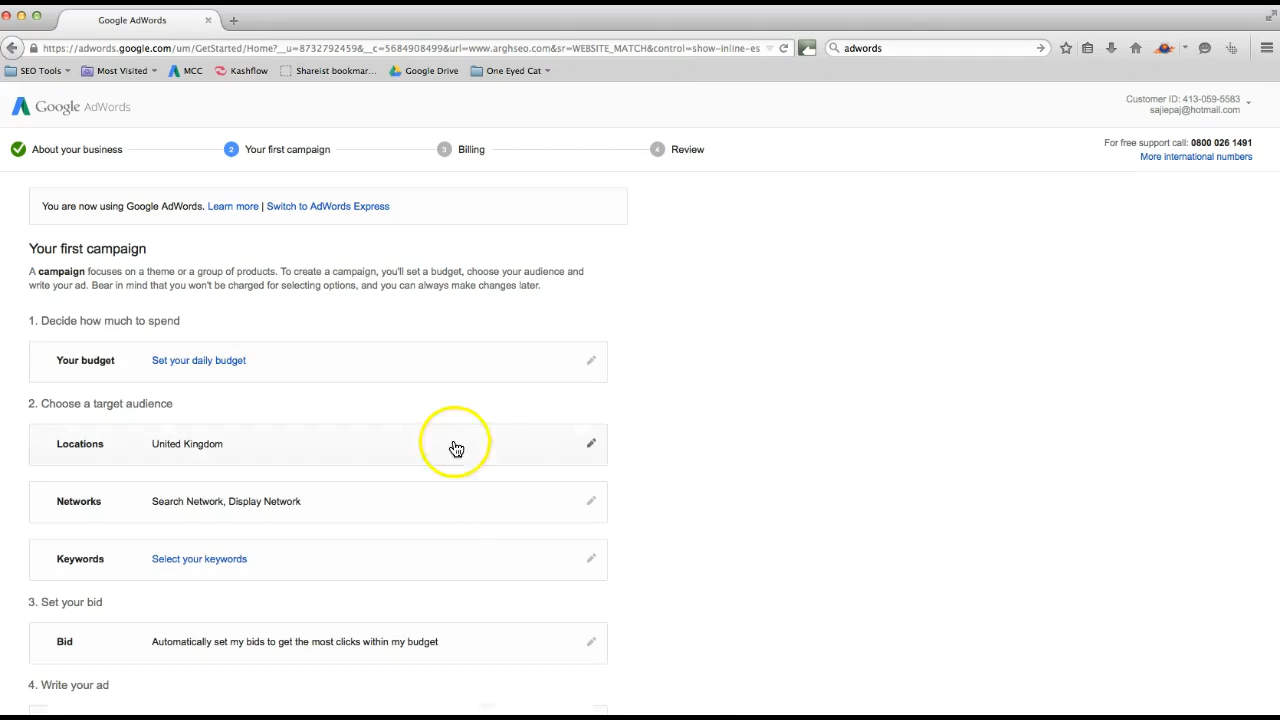 Google AdWords
https://adwords.google.com/um/GetStarted/Home?__u=8732792459&__c=5684908499&url=www.arghseo.com&sr=WEBSITE_MATCH&control=show-inline-es
adwords
SEO Tools
Most Visited
MCC
Kashflow
Shareist bookmar...
Google Drive
One Eyed Cat
Google AdWords
Customer ID: 413-059-5583
sajiepaj@hotmail.com
About your business
2 Your first campaign
3 Billing
4 Review
For free support call: 0800 026 1491
More international numbers
You are now using Google AdWords. Learn more | Switch to AdWords Express
Your first campaign
A campaign focuses on a theme or a group of products. To create a campaign, you'll set a budget, choose your audience and
write your ad. Bear in mind that you won't be charged for selecting options, and you can always make changes later.
1. Decide how much to spend
Your budget Set your daily budget
2. Choose a target audience
Locations United Kingdom
Networks Search Network, Display Network
Keywords Select your keywords
3. Set your bid
Bid Automatically set my bids to get the most clicks within my budget
4. Write your ad